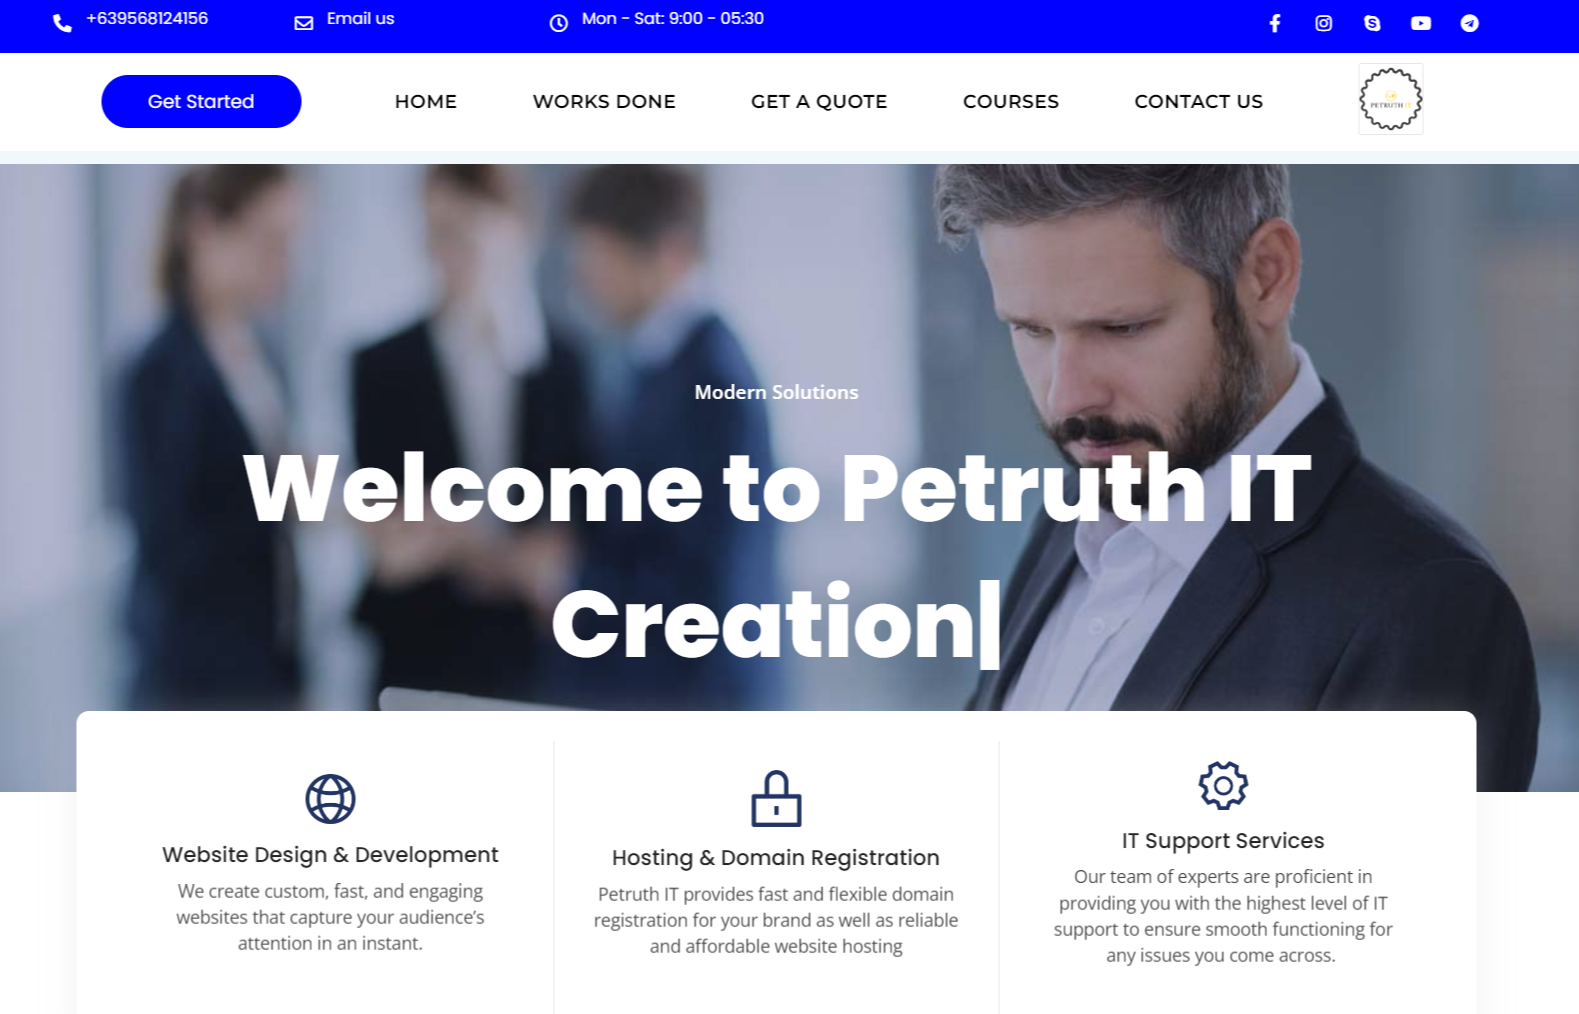 +639568124156
Email us
Mon - Sat: 9:00 - 05:30
Get Started
HOME
WORKS DONE
GET A QUOTE
COURSES
CONTACT US
PETRUTH IT
Modern Solutions
Welcome to Petruth IT
Creation|
Website Design & Development
We create custom, fast, and engaging
websites that capture your audience’s
attention in an instant.
Hosting & Domain Registration
Petruth IT provides fast and flexible domain
registration for your brand as well as reliable
and affordable website hosting
IT Support Services
Our team of experts are proficient in
providing you with the highest level of IT
support to ensure smooth functioning for
any issues you come across.